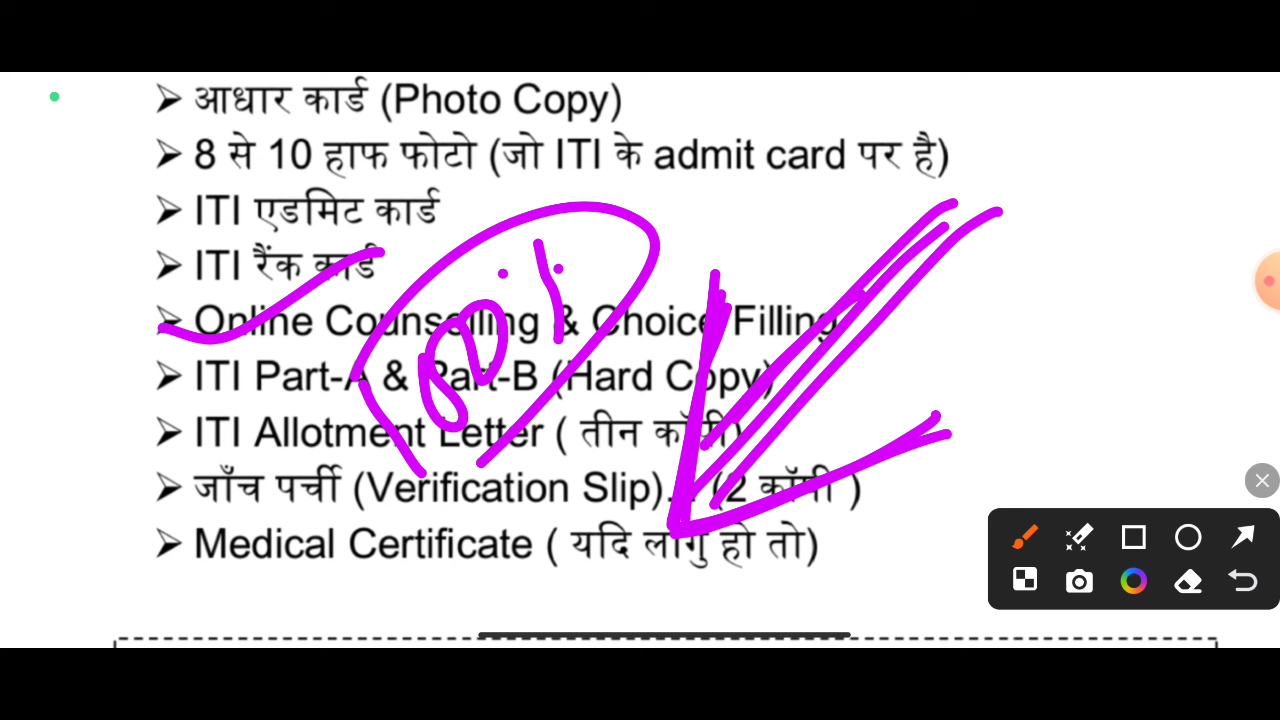 ➢ आधार कार्ड (Photo Copy)
➢ 8 से 10 हाफ फोटो (जो ITI के admit card पर है)
➢ ITI एडमिट कार्ड
➢ ITI रैंक कार्ड
➢ Online Counselling & Choice Filling
➢ ITI Part-A & Part-B (Hard Copy)
➢ ITI Allotment Letter ( तीन कॉपी)
➢ जाँच पर्ची (Verification Slip)... (2 कॉपी )
➢ Medical Certificate ( यदि लागु हो तो)